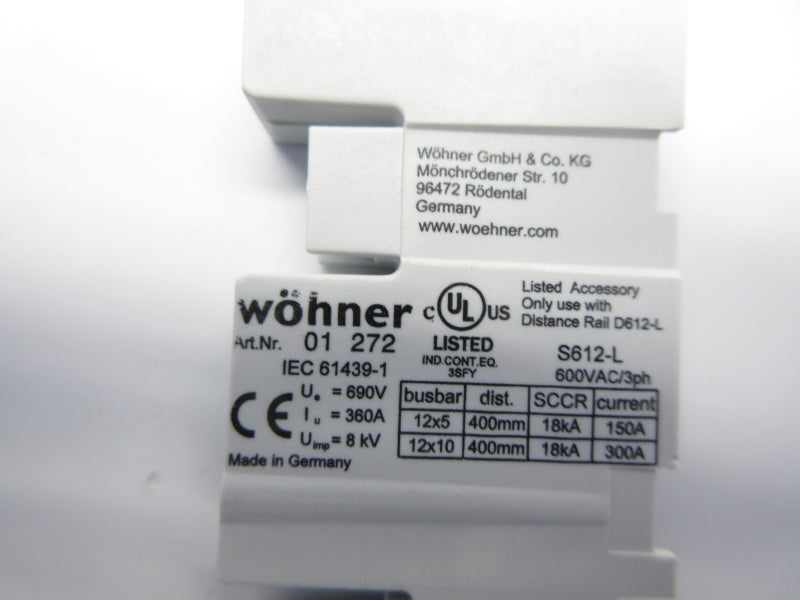 Wöhner GmbH & Co. KG
Mönchrödener Str. 10
96472 Rödental
Germany
www.woehner.com
wöhner
Art.Nr. 01 272
IEC 61439-1
CE
Uₑ = 690V
Iᵤ = 360A
Uimp = 8 kV
Made in Germany
c UL US
LISTED
IND.CONT.EQ.
3SFY
Listed Accessory
Only use with
Distance Rail D612-L
S612-L
600VAC/3ph
busbar dist. SCCR current
12x5 400mm 18kA 150A
12x10 400mm 18kA 300A